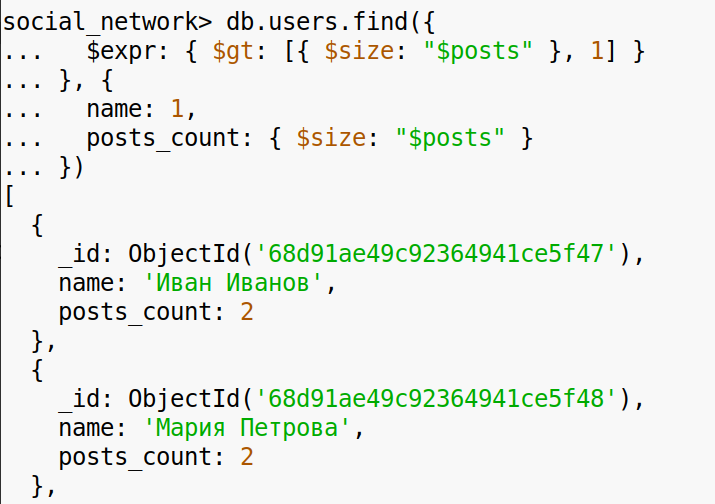 social_network> db.users.find({
...   $expr: { $gt: [{ $size: "$posts" }, 1] }
... }, {
...   name: 1,
...   posts_count: { $size: "$posts" }
... })
[
  {
    _id: ObjectId('68d91ae49c92364941ce5f47'),
    name: 'Иван Иванов',
    posts_count: 2
  },
  {
    _id: ObjectId('68d91ae49c92364941ce5f48'),
    name: 'Мария Петрова',
    posts_count: 2
  },